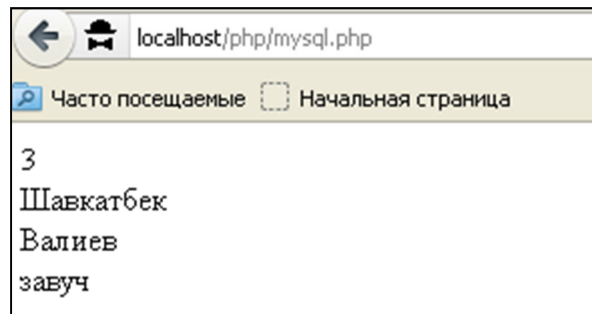 localhost/php/mysql.php
Часто посещаемые Начальная страница
3
Шавкатбек
Валиев
завуч